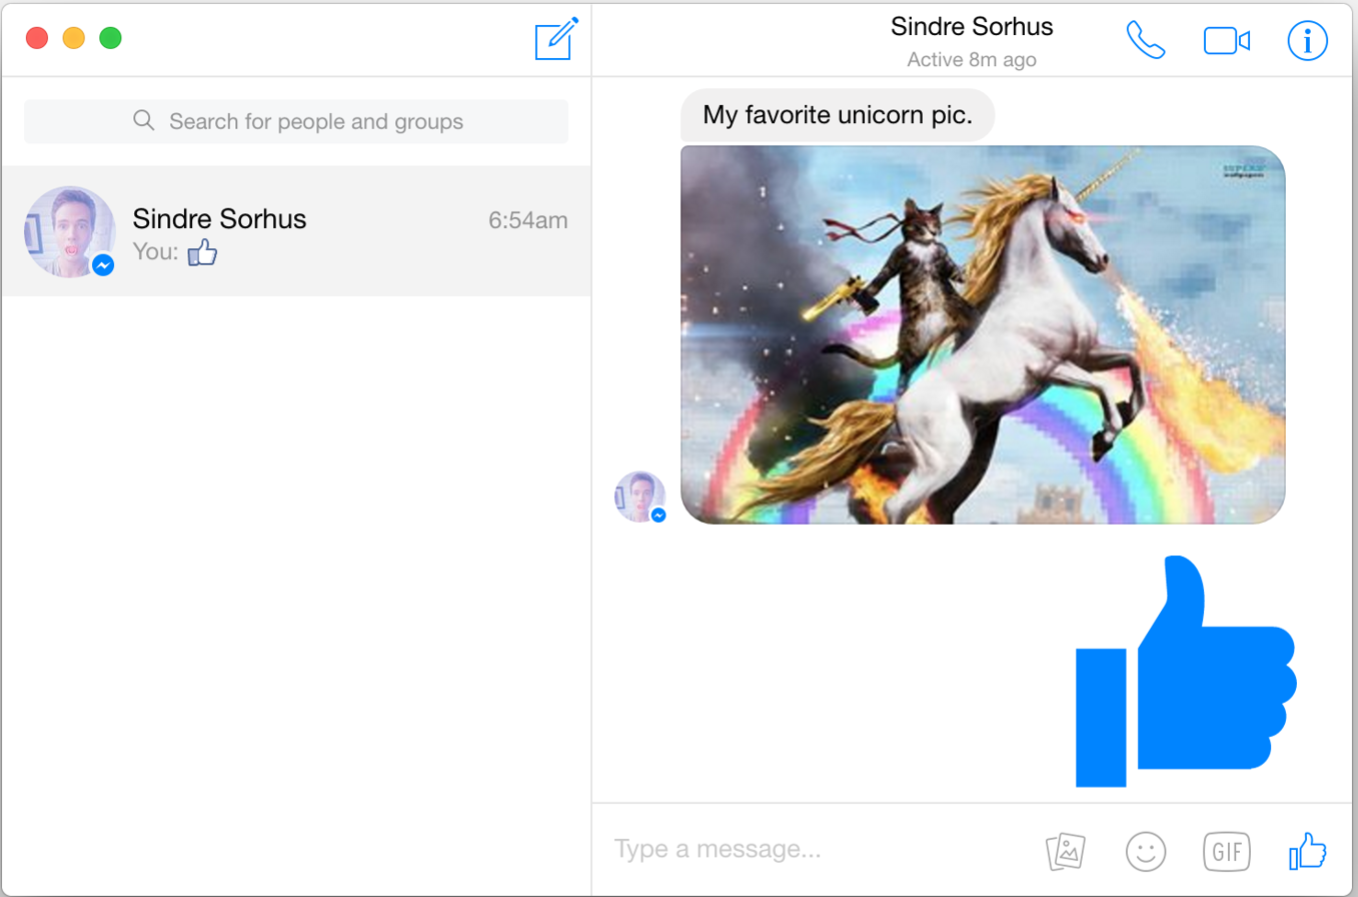 Search for people and groups
Sindre Sorhus
6:54am
You:
Sindre Sorhus
Active 8m ago
My favorite unicorn pic.
Type a message...
GIF